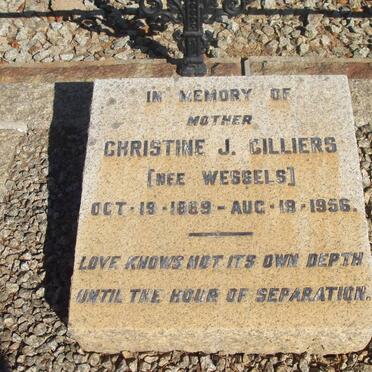 IN MEMORY OF
MOTHER
CHRISTINE J. CILLIERS
[NEE WESSELS]
OCT·19·1889-AUG·19·1956.
LOVE KNOWS NOT ITS OWN DEPTH
UNTIL THE HOUR OF SEPARATION.